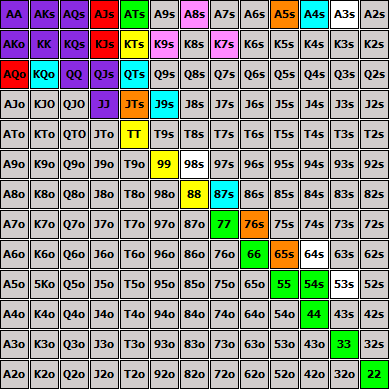 AA AKs AQs AJs ATs A9s A8s A7s A6s A5s A4s A3s A2s
AKo KK KQs KJs KTs K9s K8s K7s K6s K5s K4s K3s K2s
AQo KQo QQ QJs QTs Q9s Q8s Q7s Q6s Q5s Q4s Q3s Q2s
AJo KJO QJO JJ JTs J9s J8s J7s J6s J5s J4s J3s J2s
ATo KTo QTO JTo TT T9s T8s T7s T6s T5s T4s T3s T2s
A9o K9o Q9o J9o T9o 99 98s 97s 96s 95s 94s 93s 92s
A8o K8o Q8o J8o T8o 98o 88 87s 86s 85s 84s 83s 82s
A7o K7o Q7o J7o T7o 97o 87o 77 76s 75s 74s 73s 72s
A6o K6o Q6o J6o T6o 96o 86o 76o 66 65s 64s 63s 62s
A5o 5Ko Q5o J5o T5o 95o 85o 75o 65o 55 54s 53s 52s
A4o K4o Q4o J4o T4o 94o 84o 74o 64o 54o 44 43s 42s
A3o K3o Q3o J3o T3o 93o 83o 73o 63o 53o 43o 33 32s
A2o K2o Q2o J2o T2o 92o 82o 72o 62o 52o 42o 32o 22